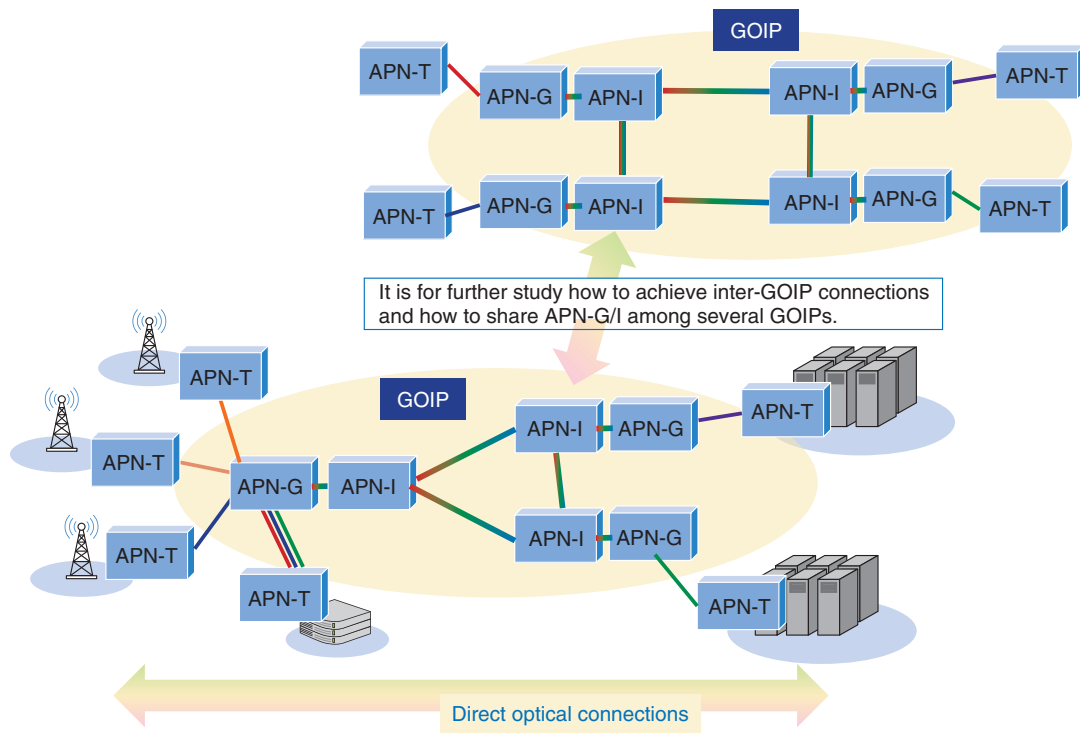 GOIP
APN-T
APN-G
APN-I
APN-I
APN-G
APN-T
APN-T
APN-G
APN-I
APN-I
APN-G
APN-T
It is for further study how to achieve inter-GOIP connections
and how to share APN-G/I among several GOIPs.
APN-T
GOIP
APN-T
APN-I
APN-G
APN-T
APN-T
APN-G
APN-I
APN-T
APN-I
APN-G
APN-T
APN-T
Direct optical connections